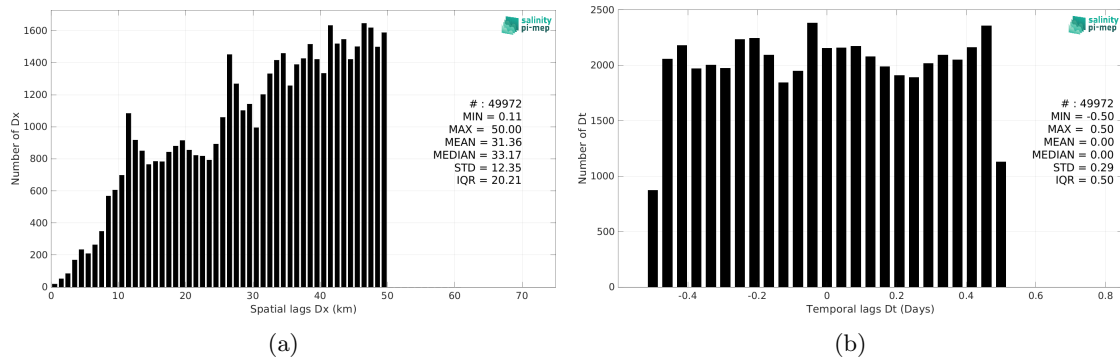 1600
1400
1200
1000
800
600
400
200
0
Number of Dx
salinity
pi-mep
# : 49972
MIN = 0.11
MAX = 50.00
MEAN = 31.36
MEDIAN = 33.17
STD = 12.35
IQR = 20.21
0 10 20 30 40 50 60 70
Spatial lags Dx (km)
(a)
2500
2000
1500
1000
500
0
Number of Dt
salinity
pi-mep
# : 49972
MIN = -0.50
MAX = 0.50
MEAN = 0.00
MEDIAN = 0.00
STD = 0.29
IQR = 0.50
-0.4 -0.2 0 0.2 0.4 0.6 0.8
Temporal lags Dt (Days)
(b)